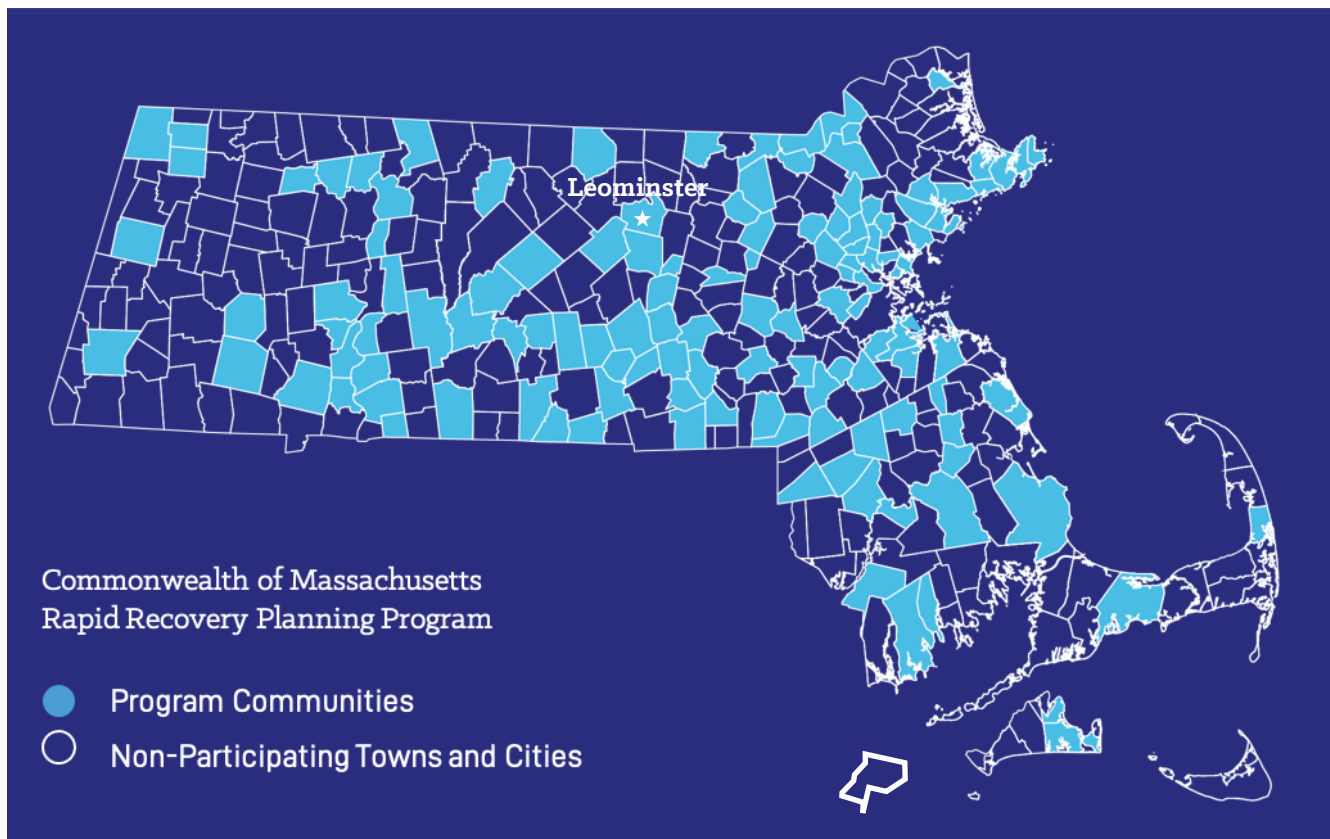 Leominster
Commonwealth of Massachusetts
Rapid Recovery Planning Program
Program Communities
Non-Participating Towns and Cities